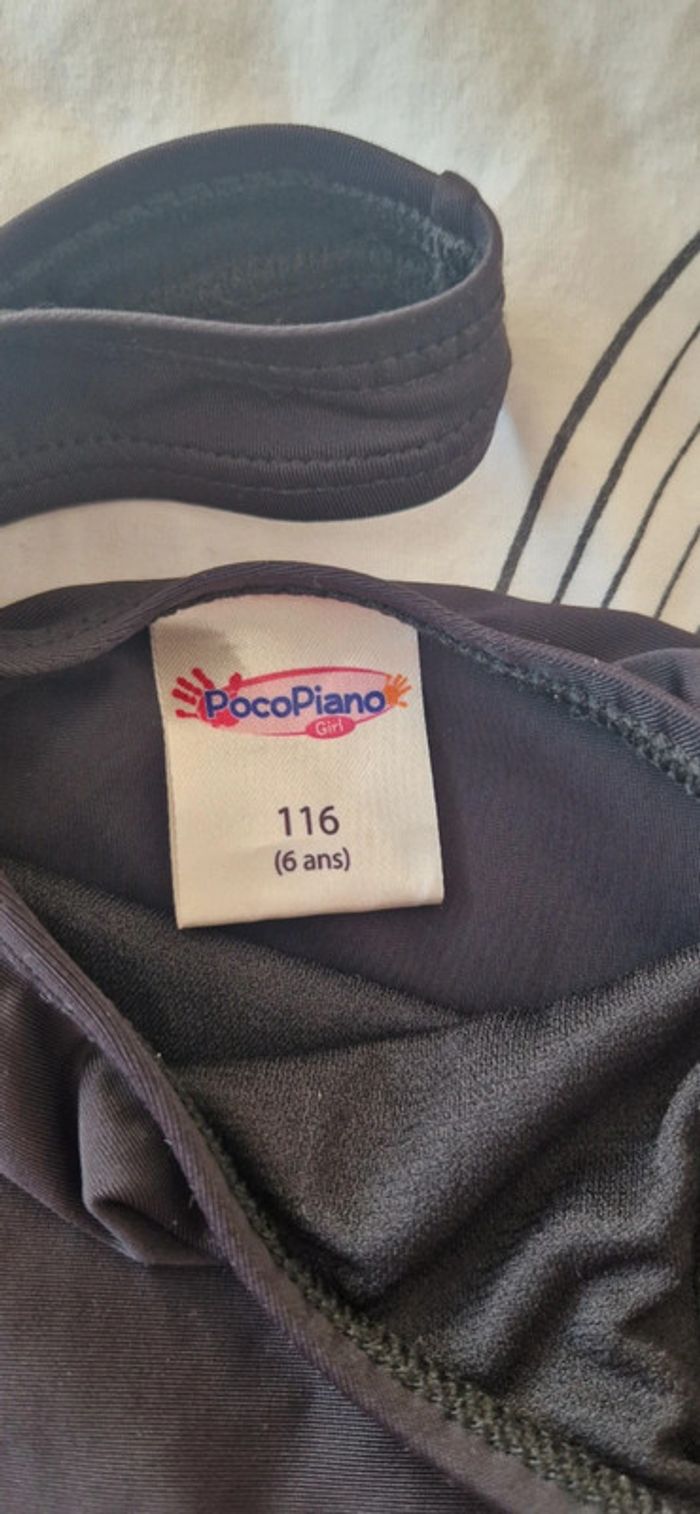 PocoPiano
Girl
116
(6 ans)